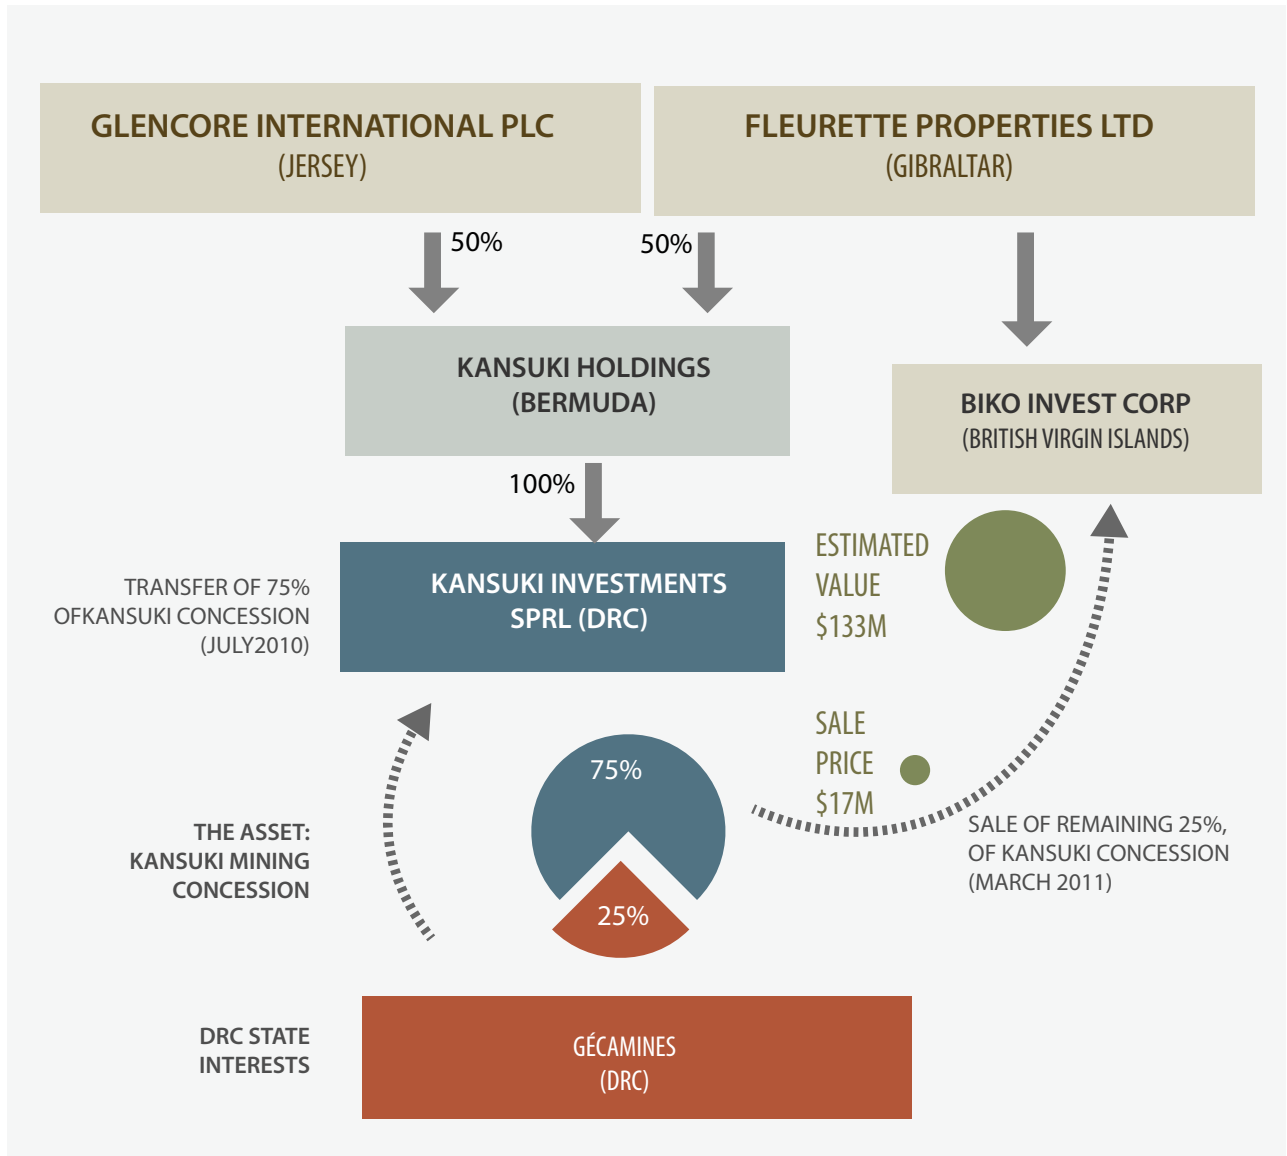 GLENCORE INTERNATIONAL PLC
(JERSEY)
FLEURETTE PROPERTIES LTD
(GIBRALTAR)
50%
50%
KANSUKI HOLDINGS
(BERMUDA)
BIKO INVEST CORP
(BRITISH VIRGIN ISLANDS)
100%
TRANSFER OF 75%
OFKANSUKI CONCESSION
(JULY2010)
KANSUKI INVESTMENTS
SPRL (DRC)
ESTIMATED
VALUE
$133M
SALE
PRICE
$17M
75%
25%
THE ASSET:
KANSUKI MINING
CONCESSION
SALE OF REMAINING 25%,
OF KANSUKI CONCESSION
(MARCH 2011)
DRC STATE
INTERESTS
GÉCAMINES
(DRC)